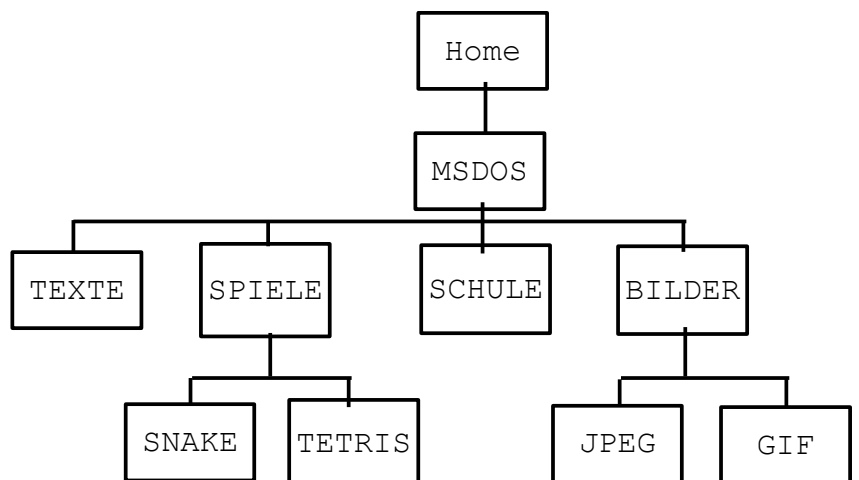 Home
MSDOS
TEXTE SPIELE SCHULE BILDER
SNAKE TETRIS JPEG GIF